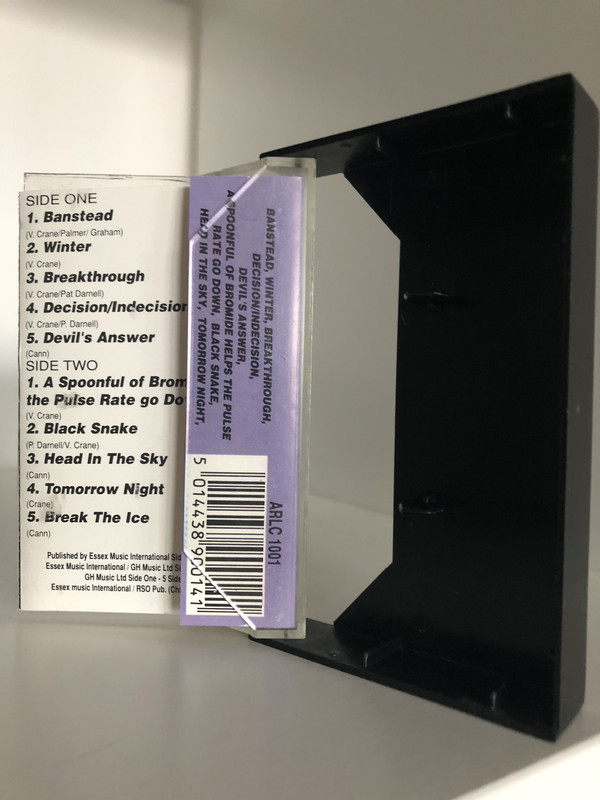 SIDE ONE
1. Banstead
(V. Crane/Palmer/ Graham)
2. Winter
(V. Crane)
3. Breakthrough
(V. Crane/Pat Darnell)
4. Decision/Indecision
(V. Crane/P. Darnell)
5. Devil's Answer
(Cann)
SIDE TWO
1. A Spoonful of Brom
the Pulse Rate go Do
(V. Crane)
2. Black Snake
(P. Darnell/V. Crane)
3. Head In The Sky
(Cann)
4. Tomorrow Night
(Crane)
5. Break The Ice
(Cann)
Published by Essex Music International Sid
Essex Music International / GH Music Ltd Si
GH Music Ltd Side One - 5 Side
Essex music International / RSO Pub. (Ch
BANSTEAD, WINTER, BREAKTHROUGH,
DECISION/INDECISION,
DEVIL'S ANSWER,
A SPOONFUL OF BROMIDE HELPS THE PULSE
RATE GO DOWN, BLACK SNAKE,
HEAD IN THE SKY, TOMORROW NIGHT,
ARLC 1001
5 014438 900141